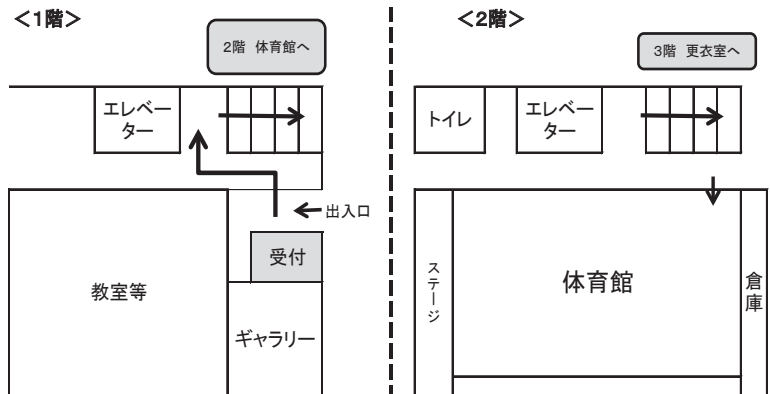 ＜1階＞
2階 体育館へ
エレベー
ター
出入口
受付
教室等
ギャラリー
＜2階＞
3階 更衣室へ
トイレ
エレベー
ター
ステージ
体育館
倉庫